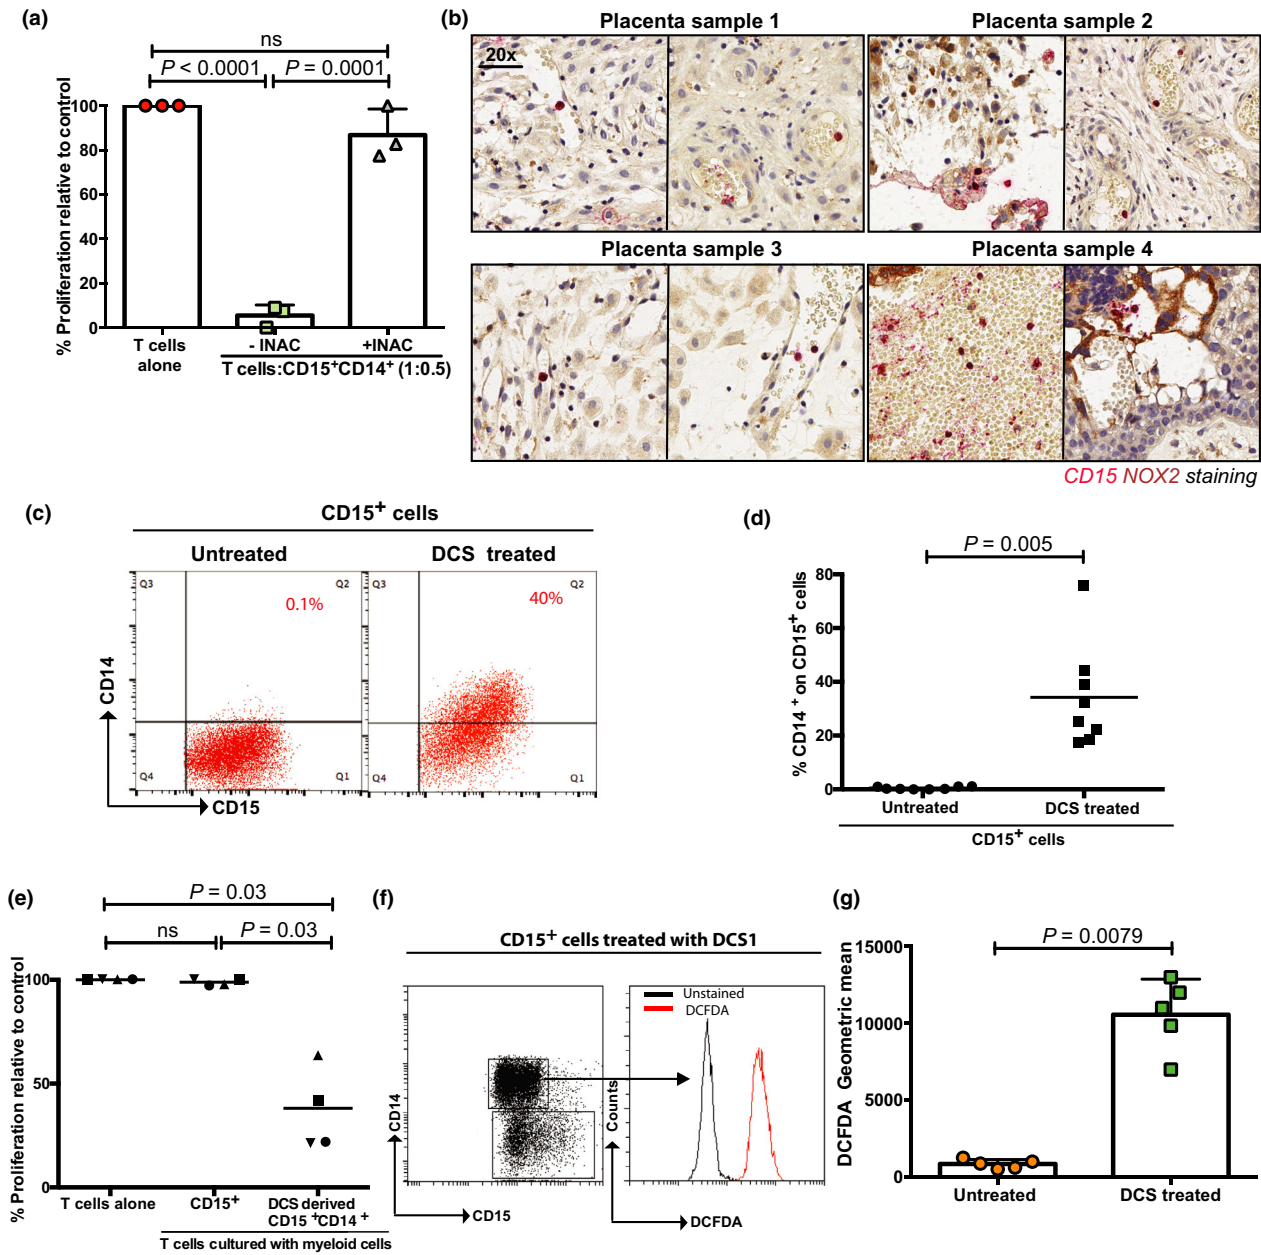 (a)
ns
P < 0.0001 P = 0.0001
% Proliferation relative to control
100
80
60
40
20
0
T cells alone
- INAC +INAC
T cells:CD15+CD14+ (1:0.5)
(b)
Placenta sample 1 Placenta sample 2
20x
Placenta sample 3 Placenta sample 4
CD15 NOX2 staining
(c)
CD15+ cells
Untreated DCS treated
Q3 Q2 Q3 Q2
0.1% 40%
Q4 Q1 Q4 Q1
CD14
CD15
(d)
P = 0.005
% CD14 + on CD15+ cells
80
60
40
20
0
Untreated DCS treated
CD15+ cells
(e)
P = 0.03
ns P = 0.03
% Proliferation relative to control
100
50
0
T cells alone CD15+ DCS derived
CD15 +CD14 +
T cells cultured with myeloid cells
(f)
CD15+ cells treated with DCS1
Unstained
DCFDA
CD14
CD15
Counts
DCFDA
(g)
P = 0.0079
DCFDA Geometric mean
15000
10000
5000
0
Untreated DCS treated